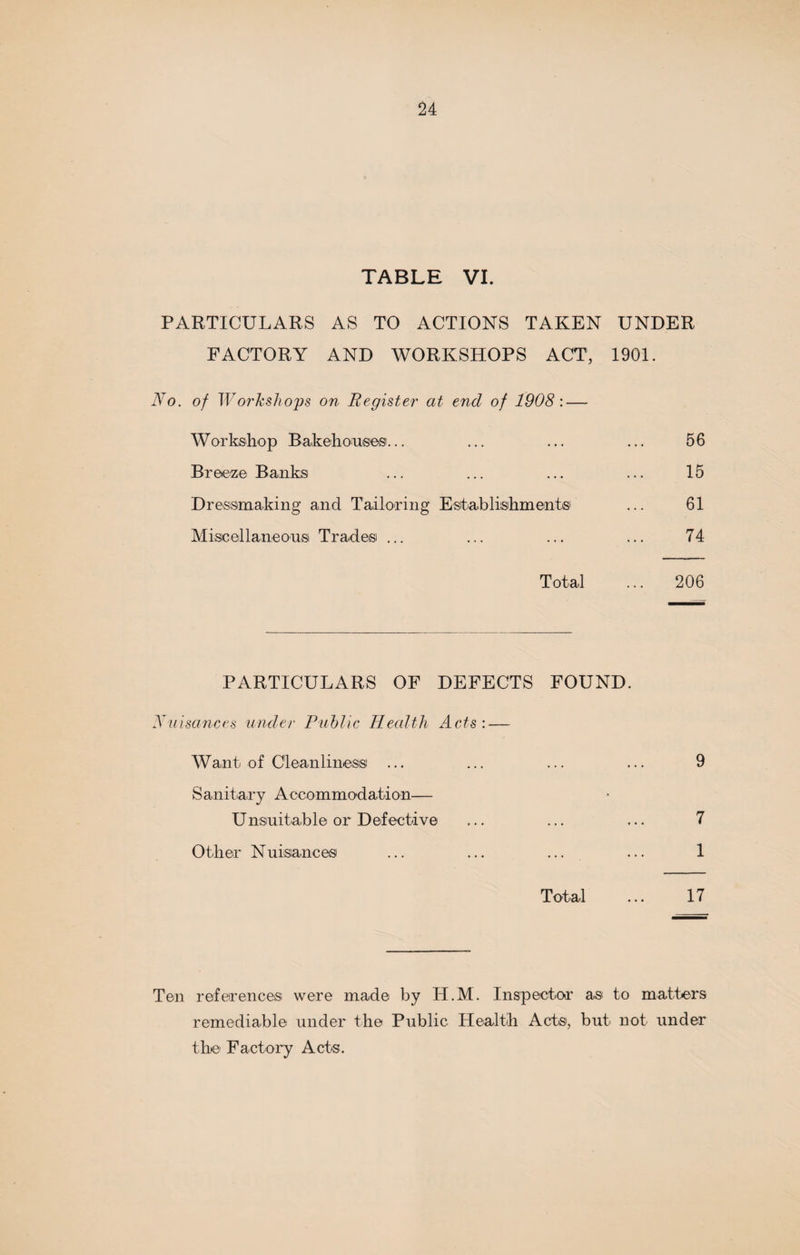 24
TABLE VI.
PARTICULARS AS TO ACTIONS TAKEN UNDER
FACTORY AND WORKSHOPS ACT, 1901.
No. of Workshops on Register at end of 1908:—
Workshop Bakehouses... ... ... ... 56
Breeze Banks ... ... ... ... 15
Dressmaking and Tailoring Establishments ... 61
Miscellaneous Trades ... ... ... ... 74
Total ... 206
PARTICULARS OF DEFECTS FOUND.
Nuisances under Public Health Acts:—
Want of Cleanliness ... ... ... ... 9
Sanitary Accommodation—
Unsuitable or Defective ... ... ... 7
Other Nuisances ... ... ... ... 1
Total ... 17
Ten references were made by H.M. Inspector as to matters
remediable under the Public Health Acts, but not under
the Factory Acts.